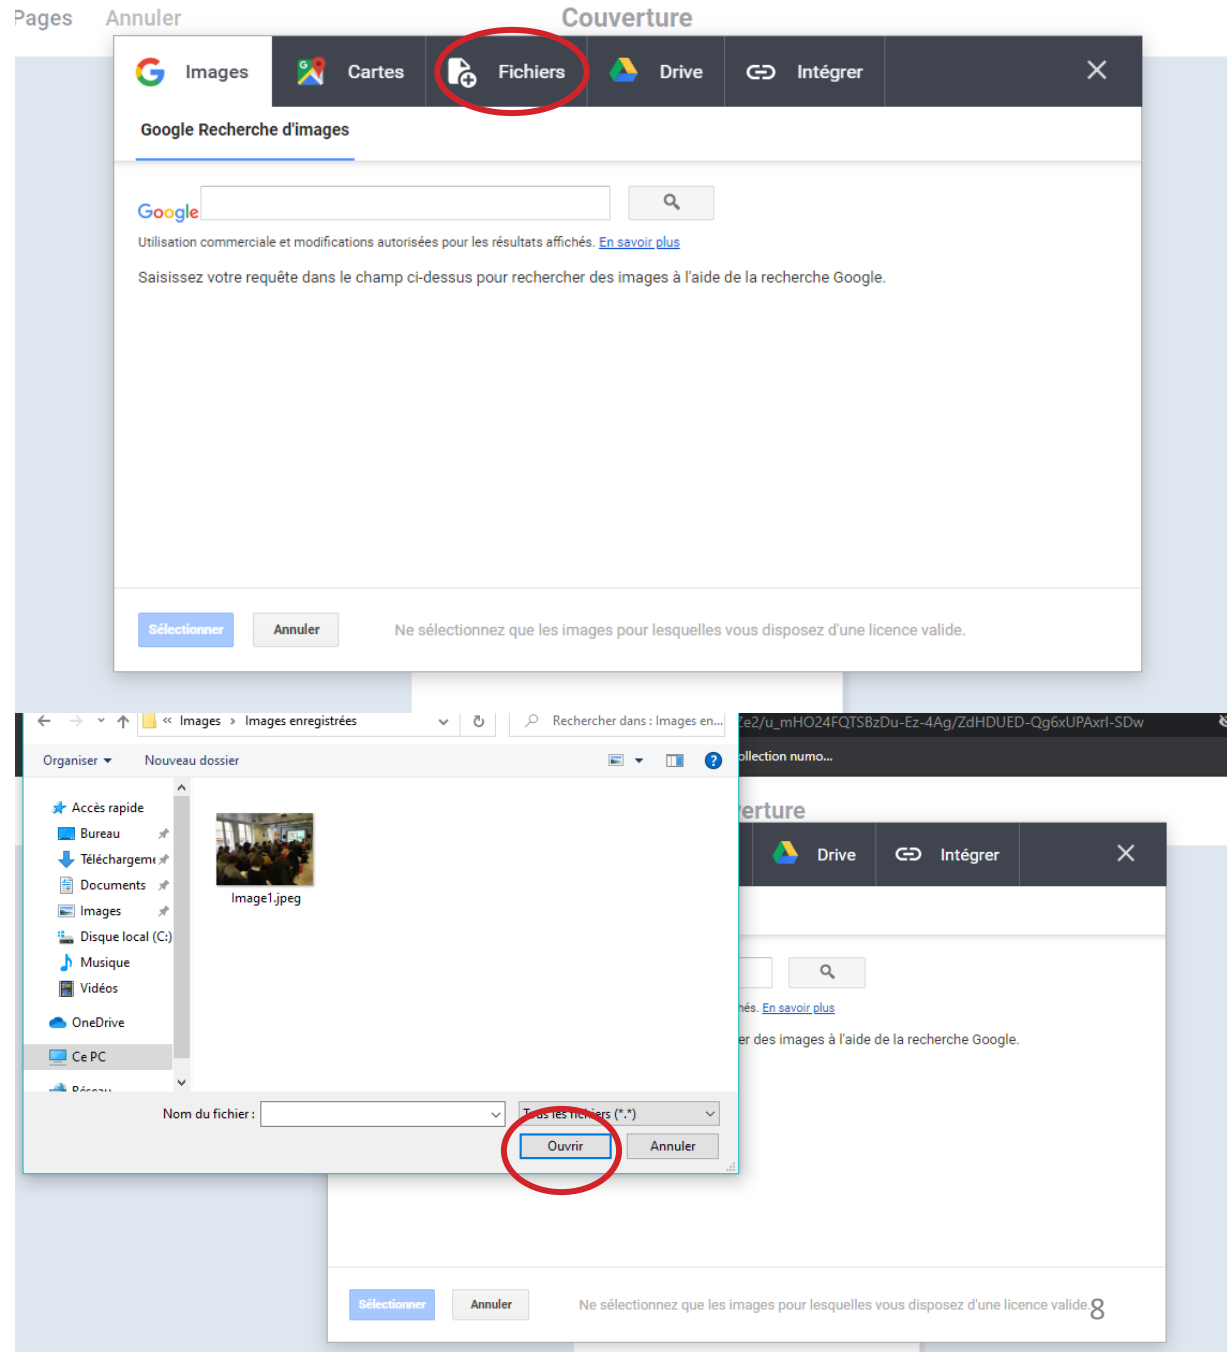 Pages Annuler Couverture
Images Cartes Fichiers Drive Intégrer
Google Recherche d'images
Google
Utilisation commerciale et modifications autorisées pour les résultats affichés. En savoir plus
Saisissez votre requête dans le champ ci-dessus pour rechercher des images à l'aide de la recherche Google.
Sélectionner Annuler Ne sélectionnez que les images pour lesquelles vous disposez d'une licence valide.
« Images › Images enregistrées Rechercher dans : Images en... Ze2/u_mHO24FQTSBzDu-Ez-4Ag/ZdHDUED-Qg6xUPAxrI-SDw
Organiser Nouveau dossier ollection numo...
Accès rapide
verture
Bureau
Téléchargeme Drive Intégrer
Documents
Image1.jpeg
Images
Disque local (C:)
Musique
Vidéos
hés. En savoir plus
OneDrive
er des images à l'aide de la recherche Google.
Ce PC
Réseau
Nom du fichier : Tous les fichiers (*.*)
Ouvrir Annuler
Sélectionner Annuler Ne sélectionnez que les images pour lesquelles vous disposez d'une licence valide.
8